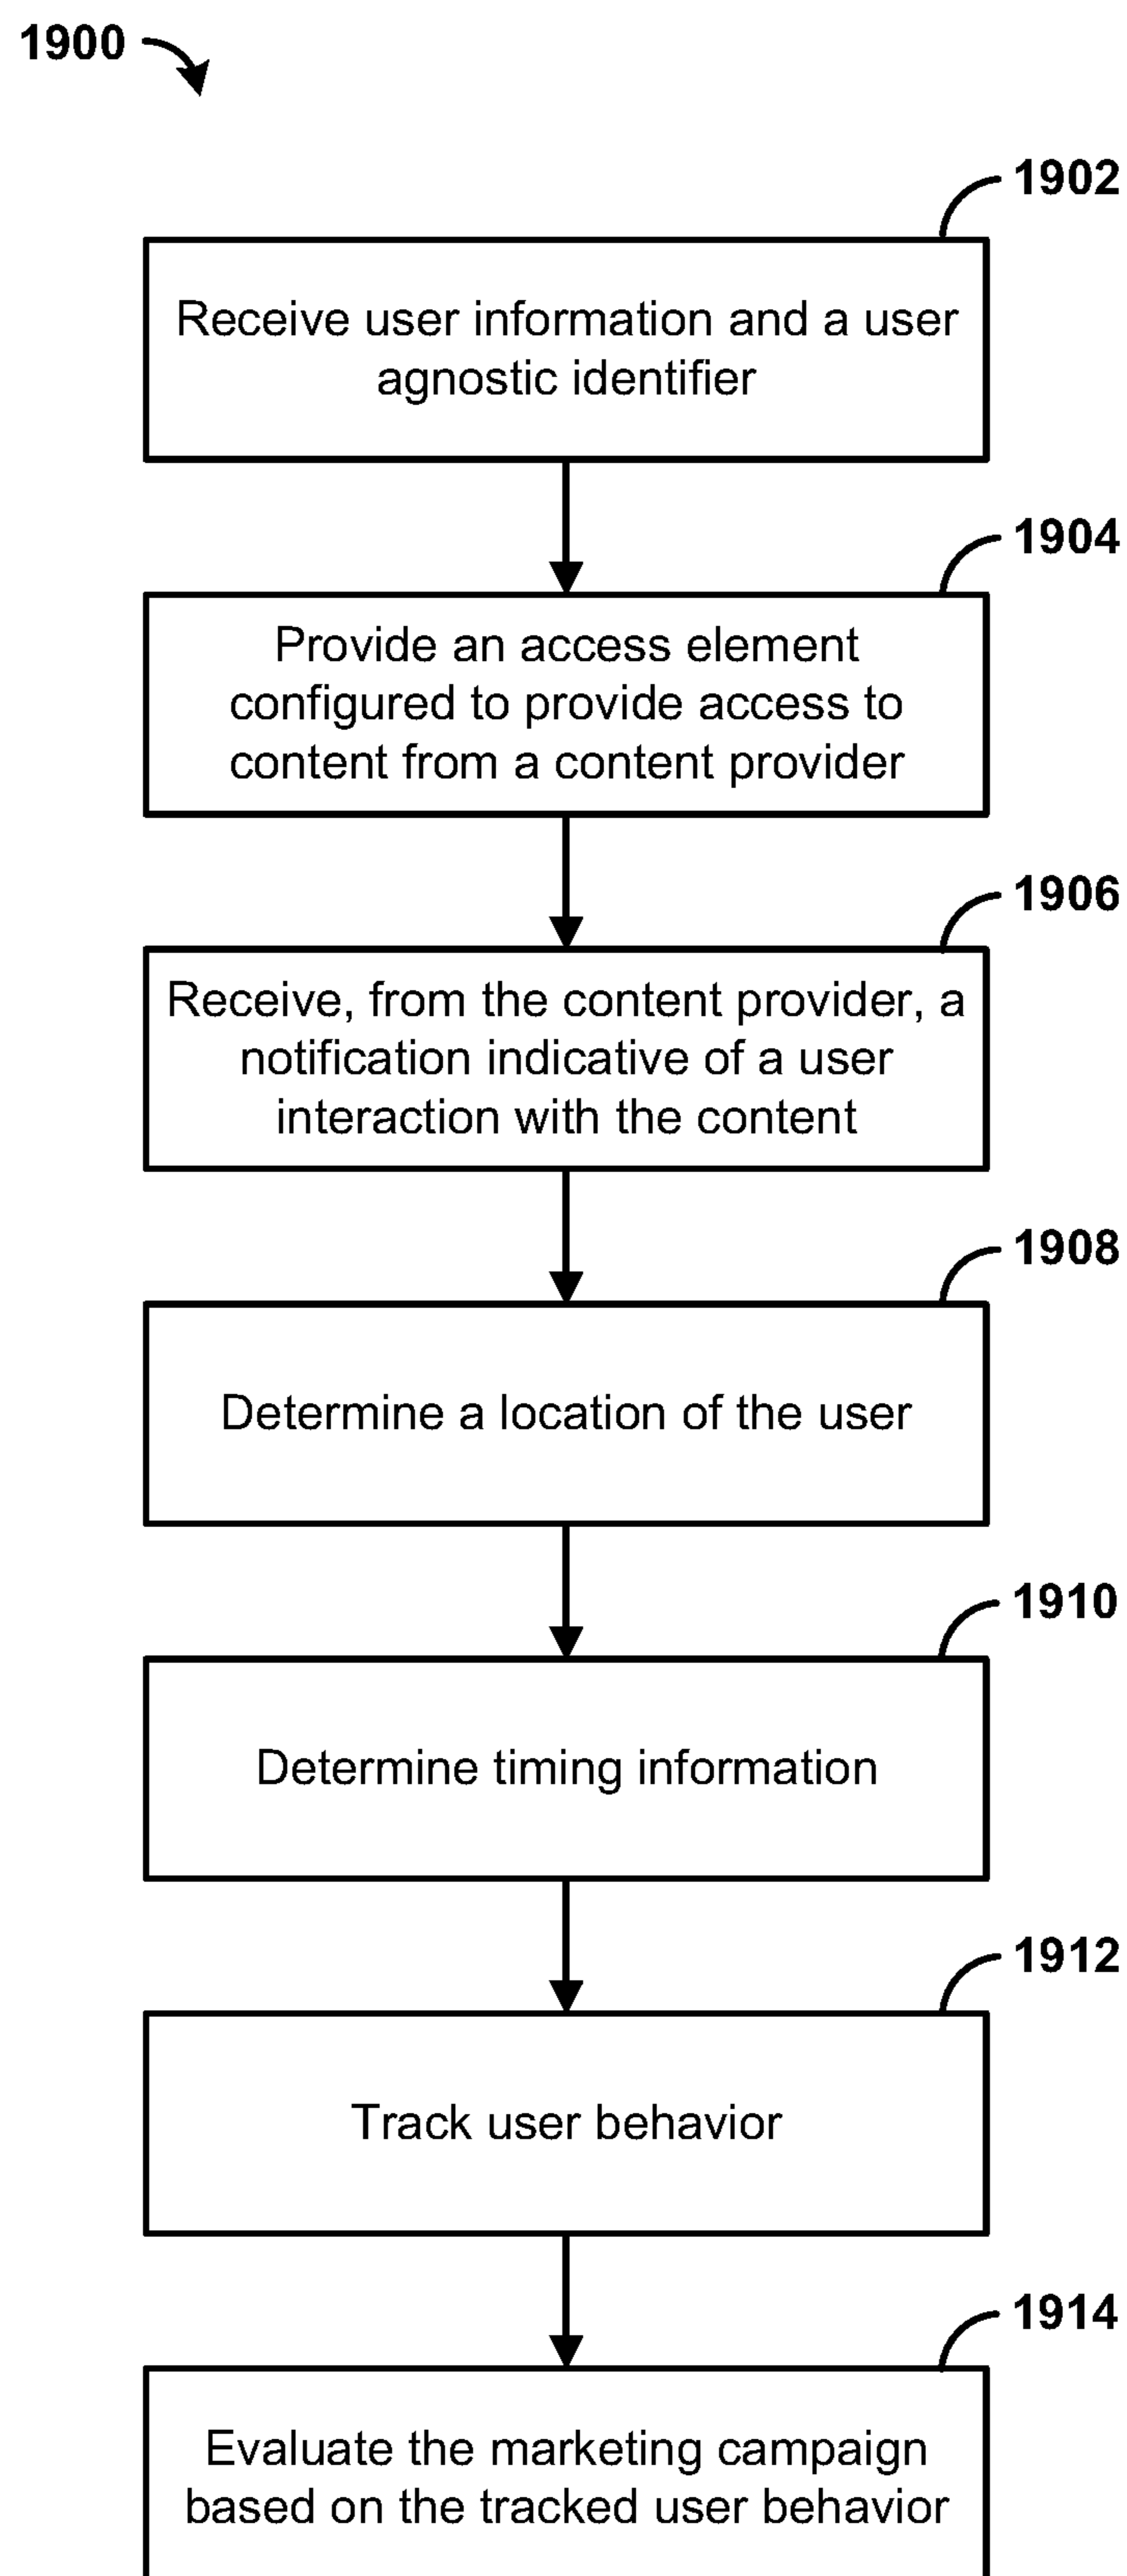 1900
1902
Receive user information and a user
agnostic identifier
1904
Provide an access element
configured to provide access to
content from a content provider
1906
Receive, from the content provider, a
notification indicative of a user
interaction with the content
1908
Determine a location of the user
1910
Determine timing information
1912
Track user behavior
1914
Evaluate the marketing campaign
based on the tracked user behavior